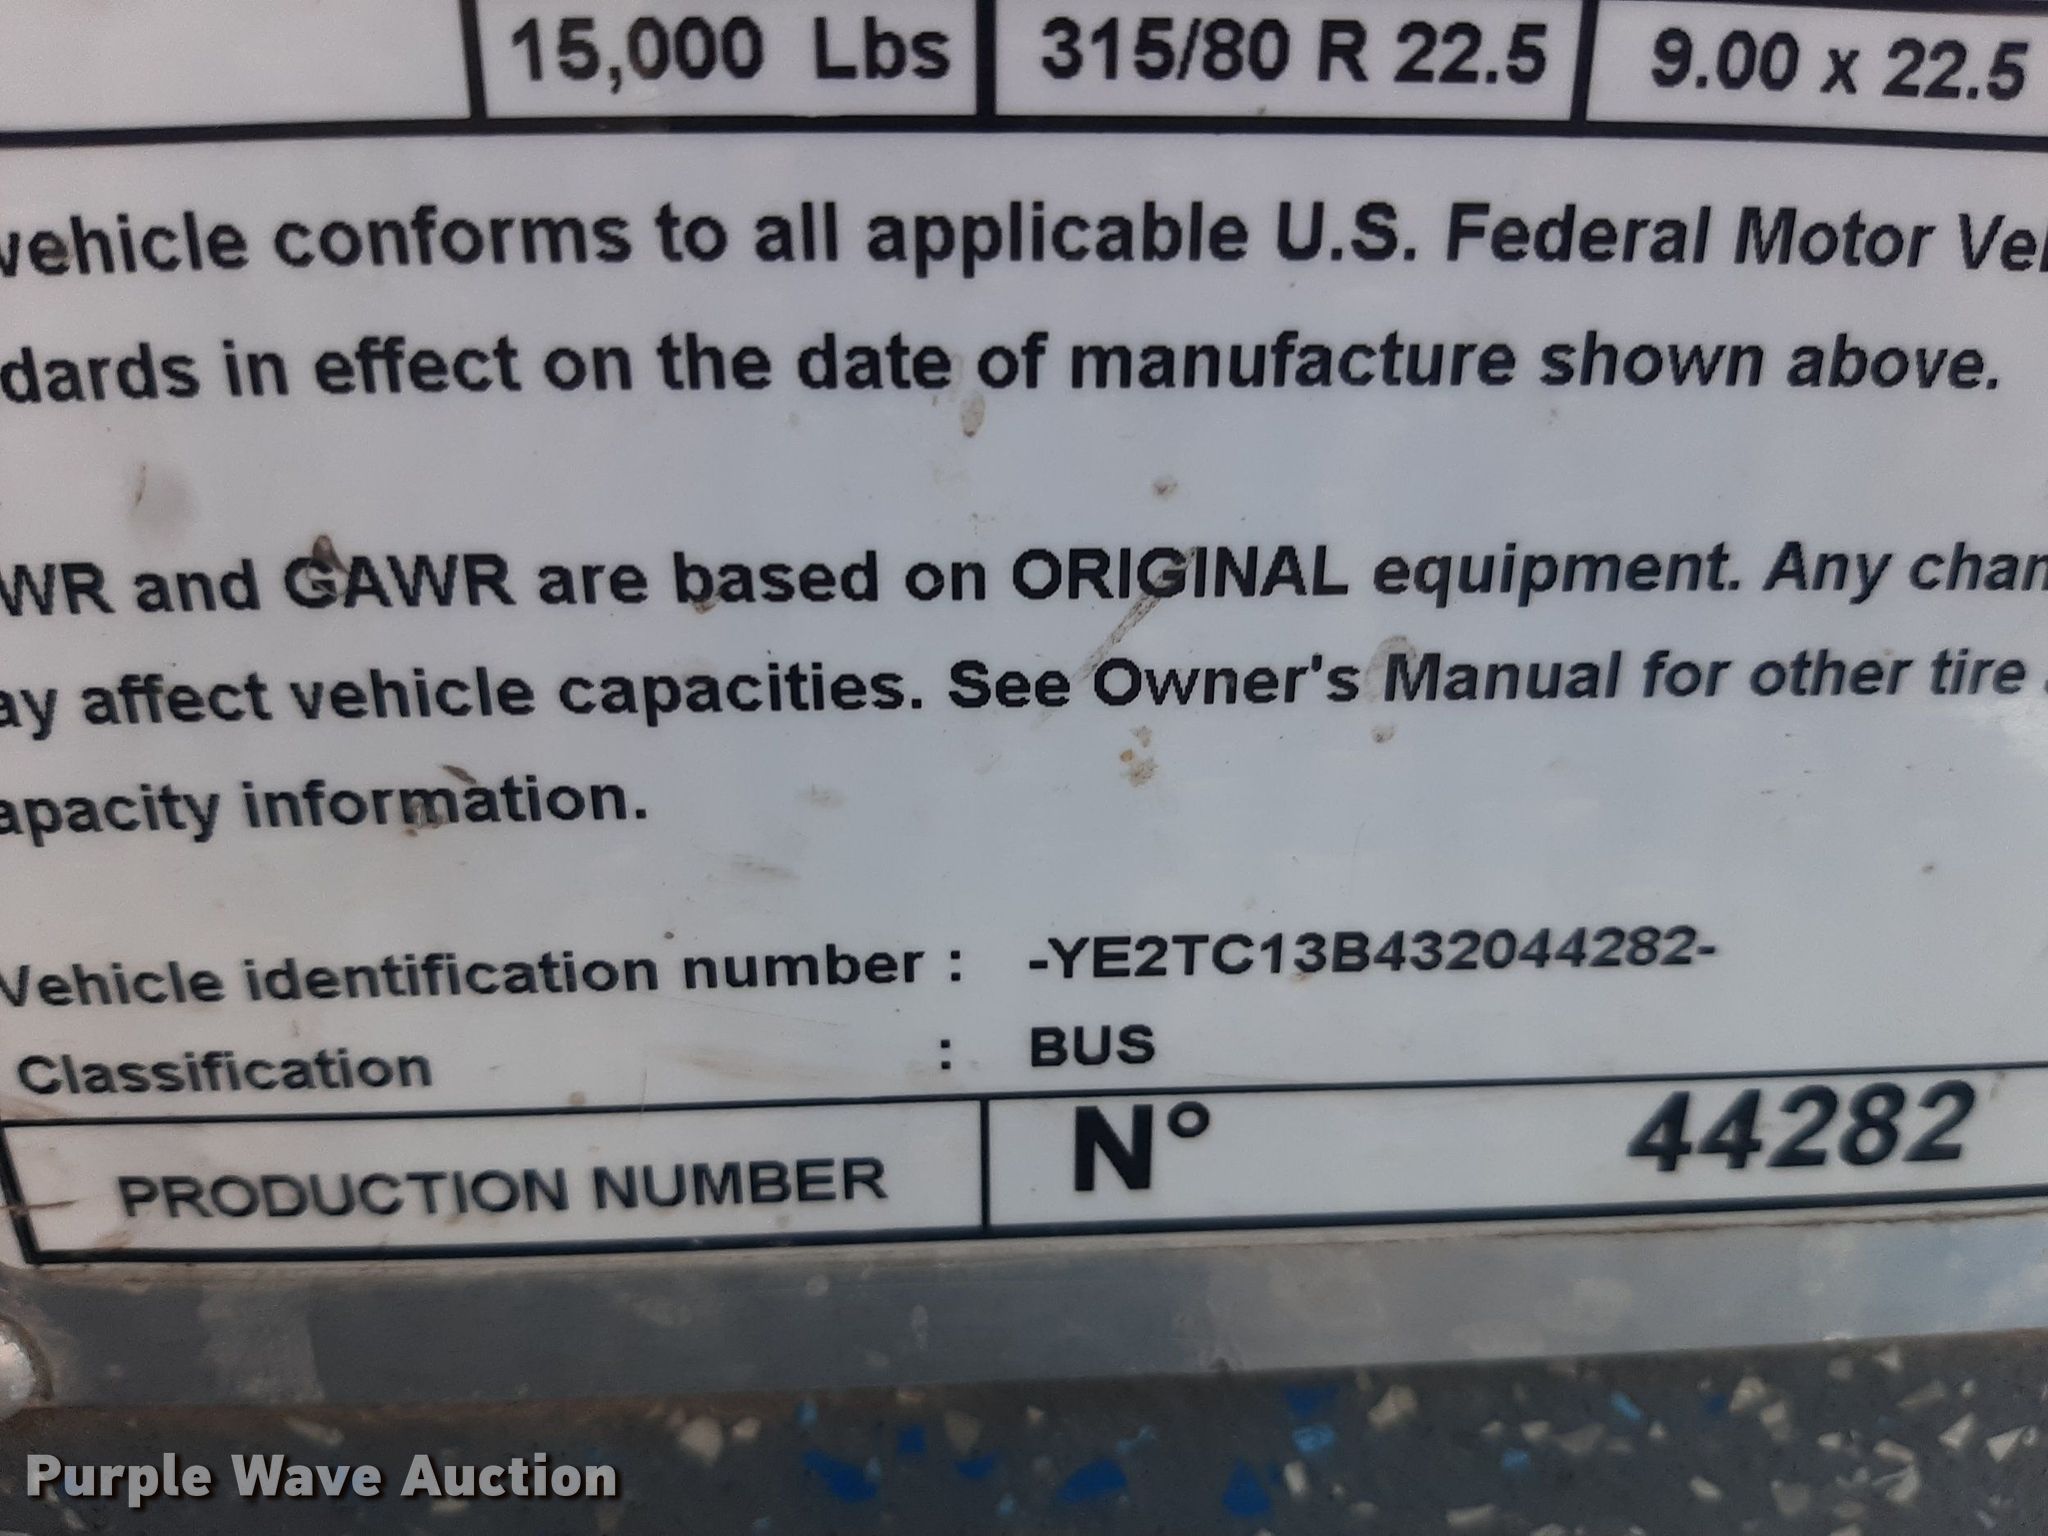 15,000 Lbs 315/80 R 22.5 9.00 x 22.5
vehicle conforms to all applicable U.S. Federal Motor Veh
dards in effect on the date of manufacture shown above.
WR and GAWR are based on ORIGINAL equipment. Any chan
ay affect vehicle capacities. See Owner's Manual for other tire
apacity information.
Vehicle identification number : -YE2TC13B432044282-
Classification : BUS
PRODUCTION NUMBER N° 44282
Purple Wave Auction